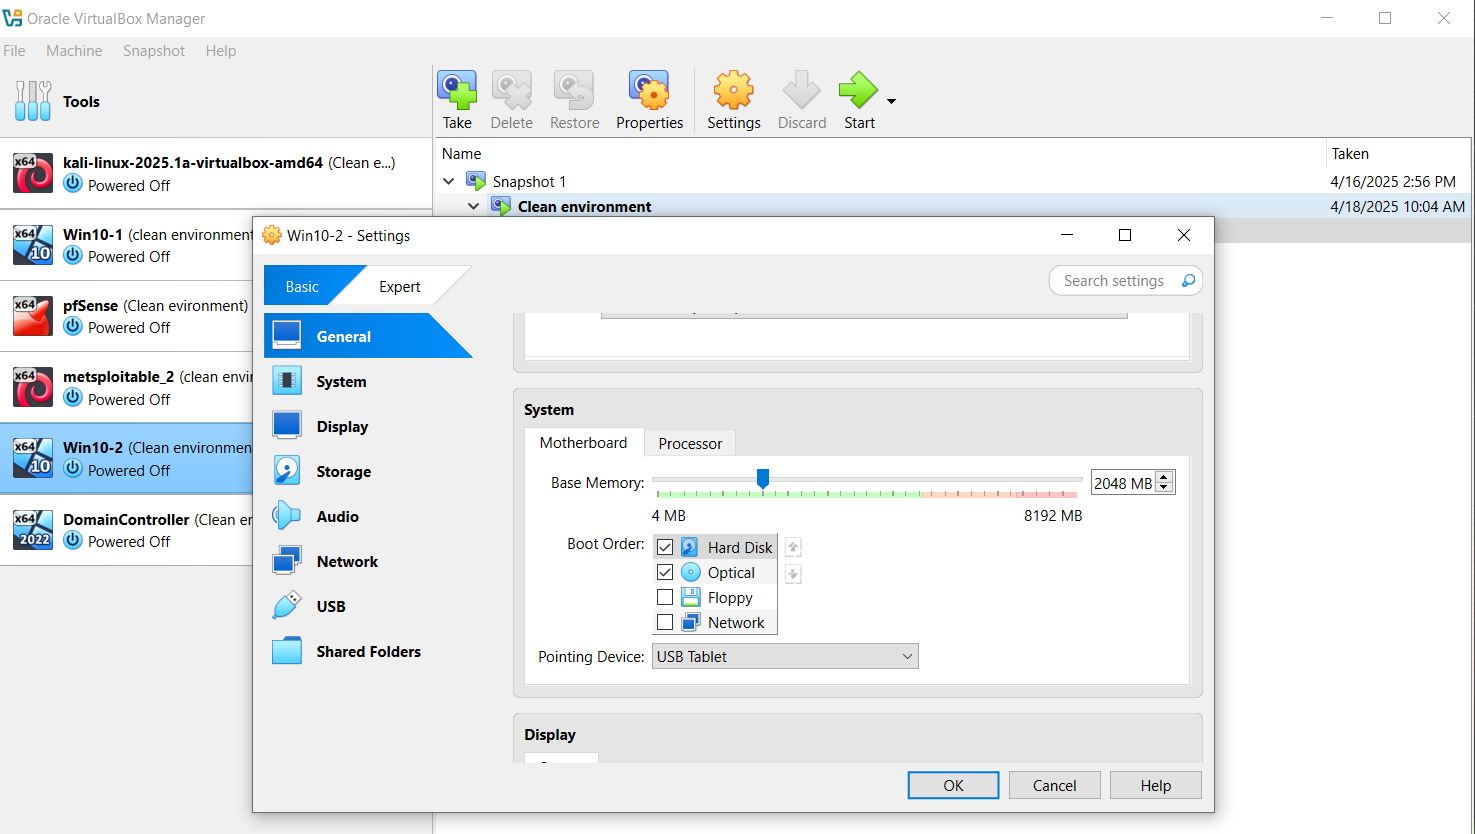 Oracle VirtualBox Manager
File Machine Snapshot Help
Tools
Take Delete Restore Properties Settings Discard Start
x64 kali-linux-2025.1a-virtualbox-amd64 (Clean e...)
Powered Off
x64 10 Win10-1 (clean environment
Powered Off
x64 pfSense (Clean evironment)
Powered Off
x64 metsploitable_2 (clean envi
Powered Off
x64 10 Win10-2 (Clean environmen
Powered Off
x64 2022 DomainController (Clean er
Powered Off
Name Taken
Snapshot 1 4/16/2025 2:56 PM
Clean environment 4/18/2025 10:04 AM
Win10-2 - Settings
Basic Expert Search settings
General
System
Display
Storage
Audio
Network
USB
Shared Folders
System
Motherboard Processor
Base Memory: 2048 MB
4 MB 8192 MB
Boot Order: Hard Disk
Optical
Floppy
Network
Pointing Device: USB Tablet
Display
OK Cancel Help